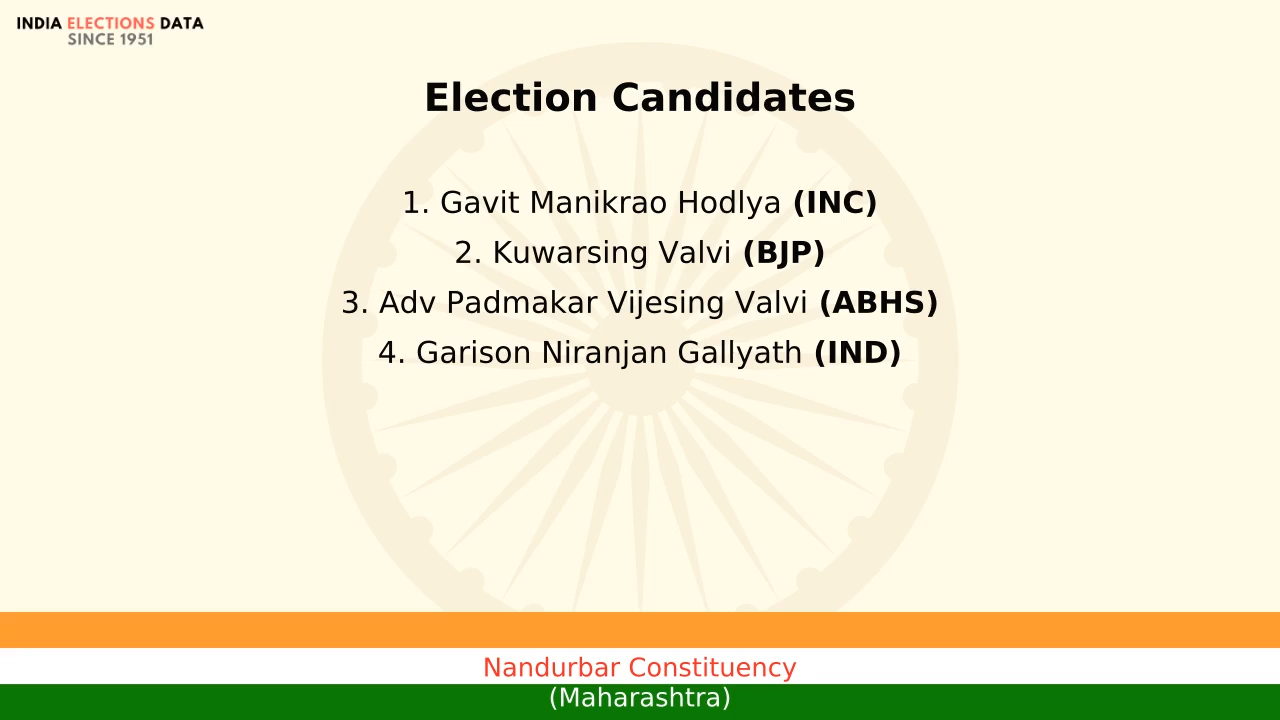 INDIA ELECTIONS DATA
SINCE 1951
Election Candidates
1. Gavit Manikrao Hodlya (INC)
2. Kuwarsing Valvi (BJP)
3. Adv Padmakar Vijesing Valvi (ABHS)
4. Garison Niranjan Gallyath (IND)
Nandurbar Constituency
(Maharashtra)